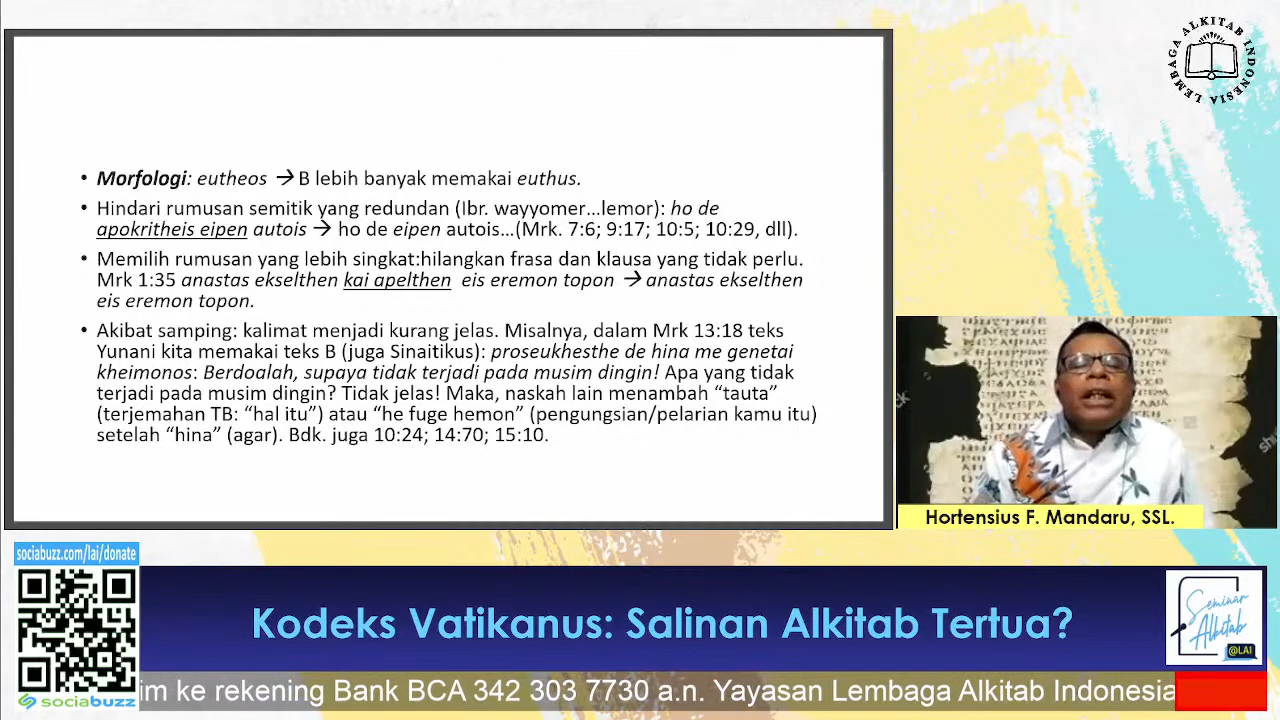 • Morfologi: eutheos → B lebih banyak memakai euthus.
• Hindari rumusan semitik yang redundan (Ibr. wayyomer…lemor): ho de
apokritheis eipen autois → ho de eipen autois…(Mrk. 7:6; 9:17; 10:5; 10:29, dll).
• Memilih rumusan yang lebih singkat:hilangkan frasa dan klausa yang tidak perlu.
Mrk 1:35 anastas ekselthen kai apelthen eis eremon topon → anastas ekselthen
eis eremon topon.
• Akibat samping: kalimat menjadi kurang jelas. Misalnya, dalam Mrk 13:18 teks
Yunani kita memakai teks B (juga Sinaitikus): proseukhesthe de hina me genetai
kheimonos: Berdoalah, supaya tidak terjadi pada musim dingin! Apa yang tidak
terjadi pada musim dingin? Tidak jelas! Maka, naskah lain menambah “tauta”
(terjemahan TB: “hal itu”) atau “he fuge hemon” (pengungsian/pelarian kamu itu)
setelah “hina” (agar). Bdk. juga 10:24; 14:70; 15:10.
LEMBAGA ALKITAB INDONESIA
Hortensius F. Mandaru, SSL.
sociabuzz.com/lai/donate
sociabuzz
Kodeks Vatikanus: Salinan Alkitab Tertua?
Seminar
Alkitab
@LAI
im ke rekening Bank BCA 342 303 7730 a.n. Yayasan Lembaga Alkitab Indonesia